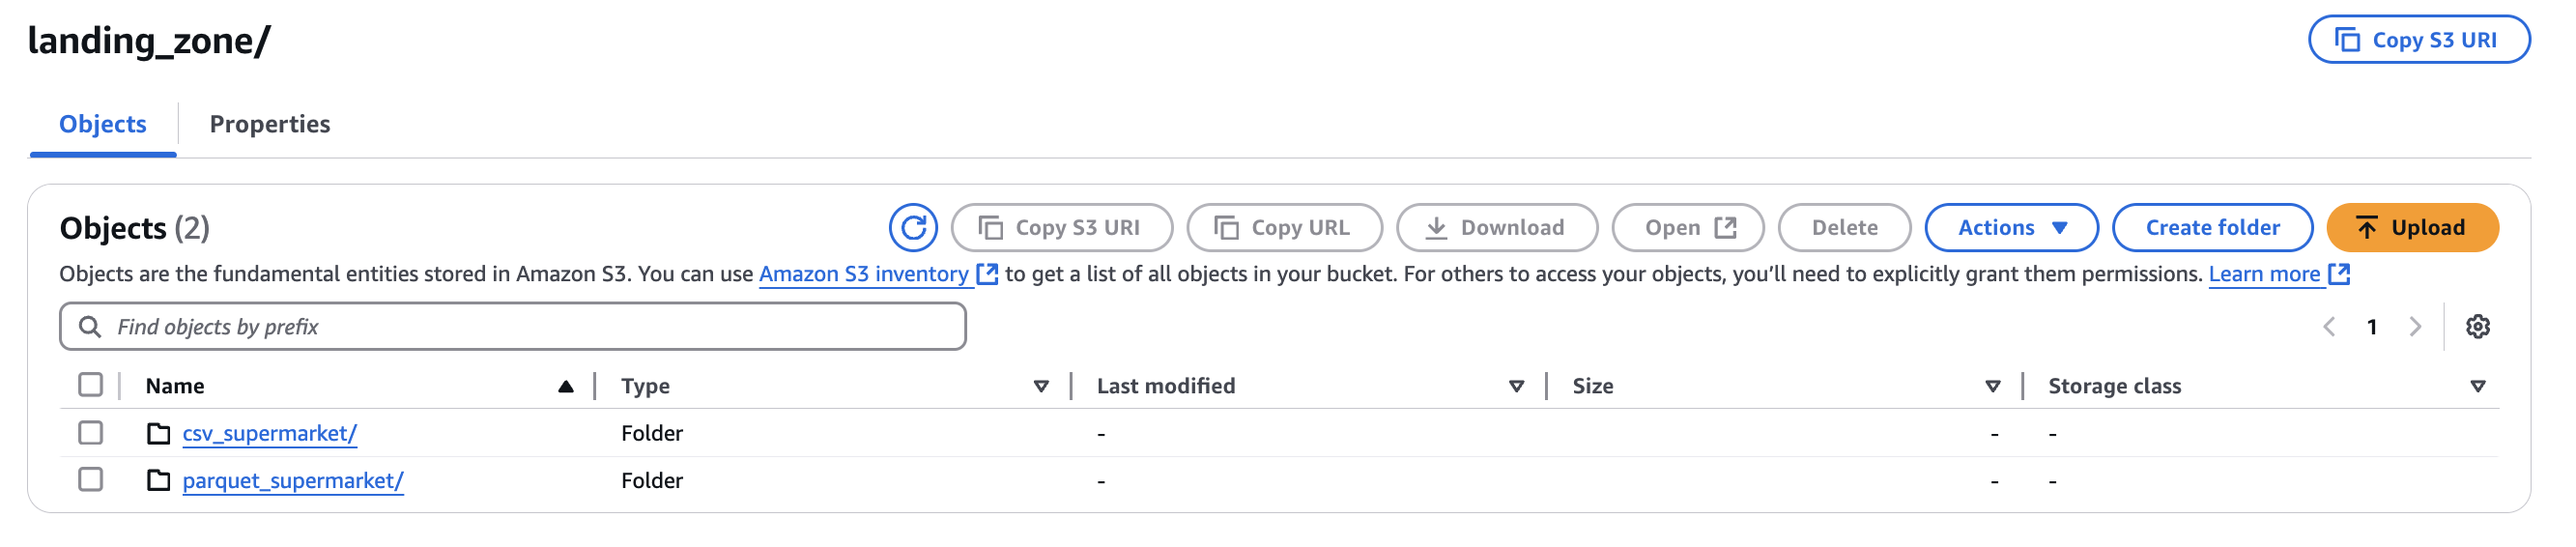 landing_zone/
Copy S3 URI
Objects
Properties
Objects (2)
Copy S3 URI
Copy URL
Download
Open
Delete
Actions
Create folder
Upload
Objects are the fundamental entities stored in Amazon S3. You can use Amazon S3 inventory to get a list of all objects in your bucket. For others to access your objects, you’ll need to explicitly grant them permissions. Learn more
Find objects by prefix
1
Name Type Last modified Size Storage class
csv_supermarket/ Folder - - -
parquet_supermarket/ Folder - - -